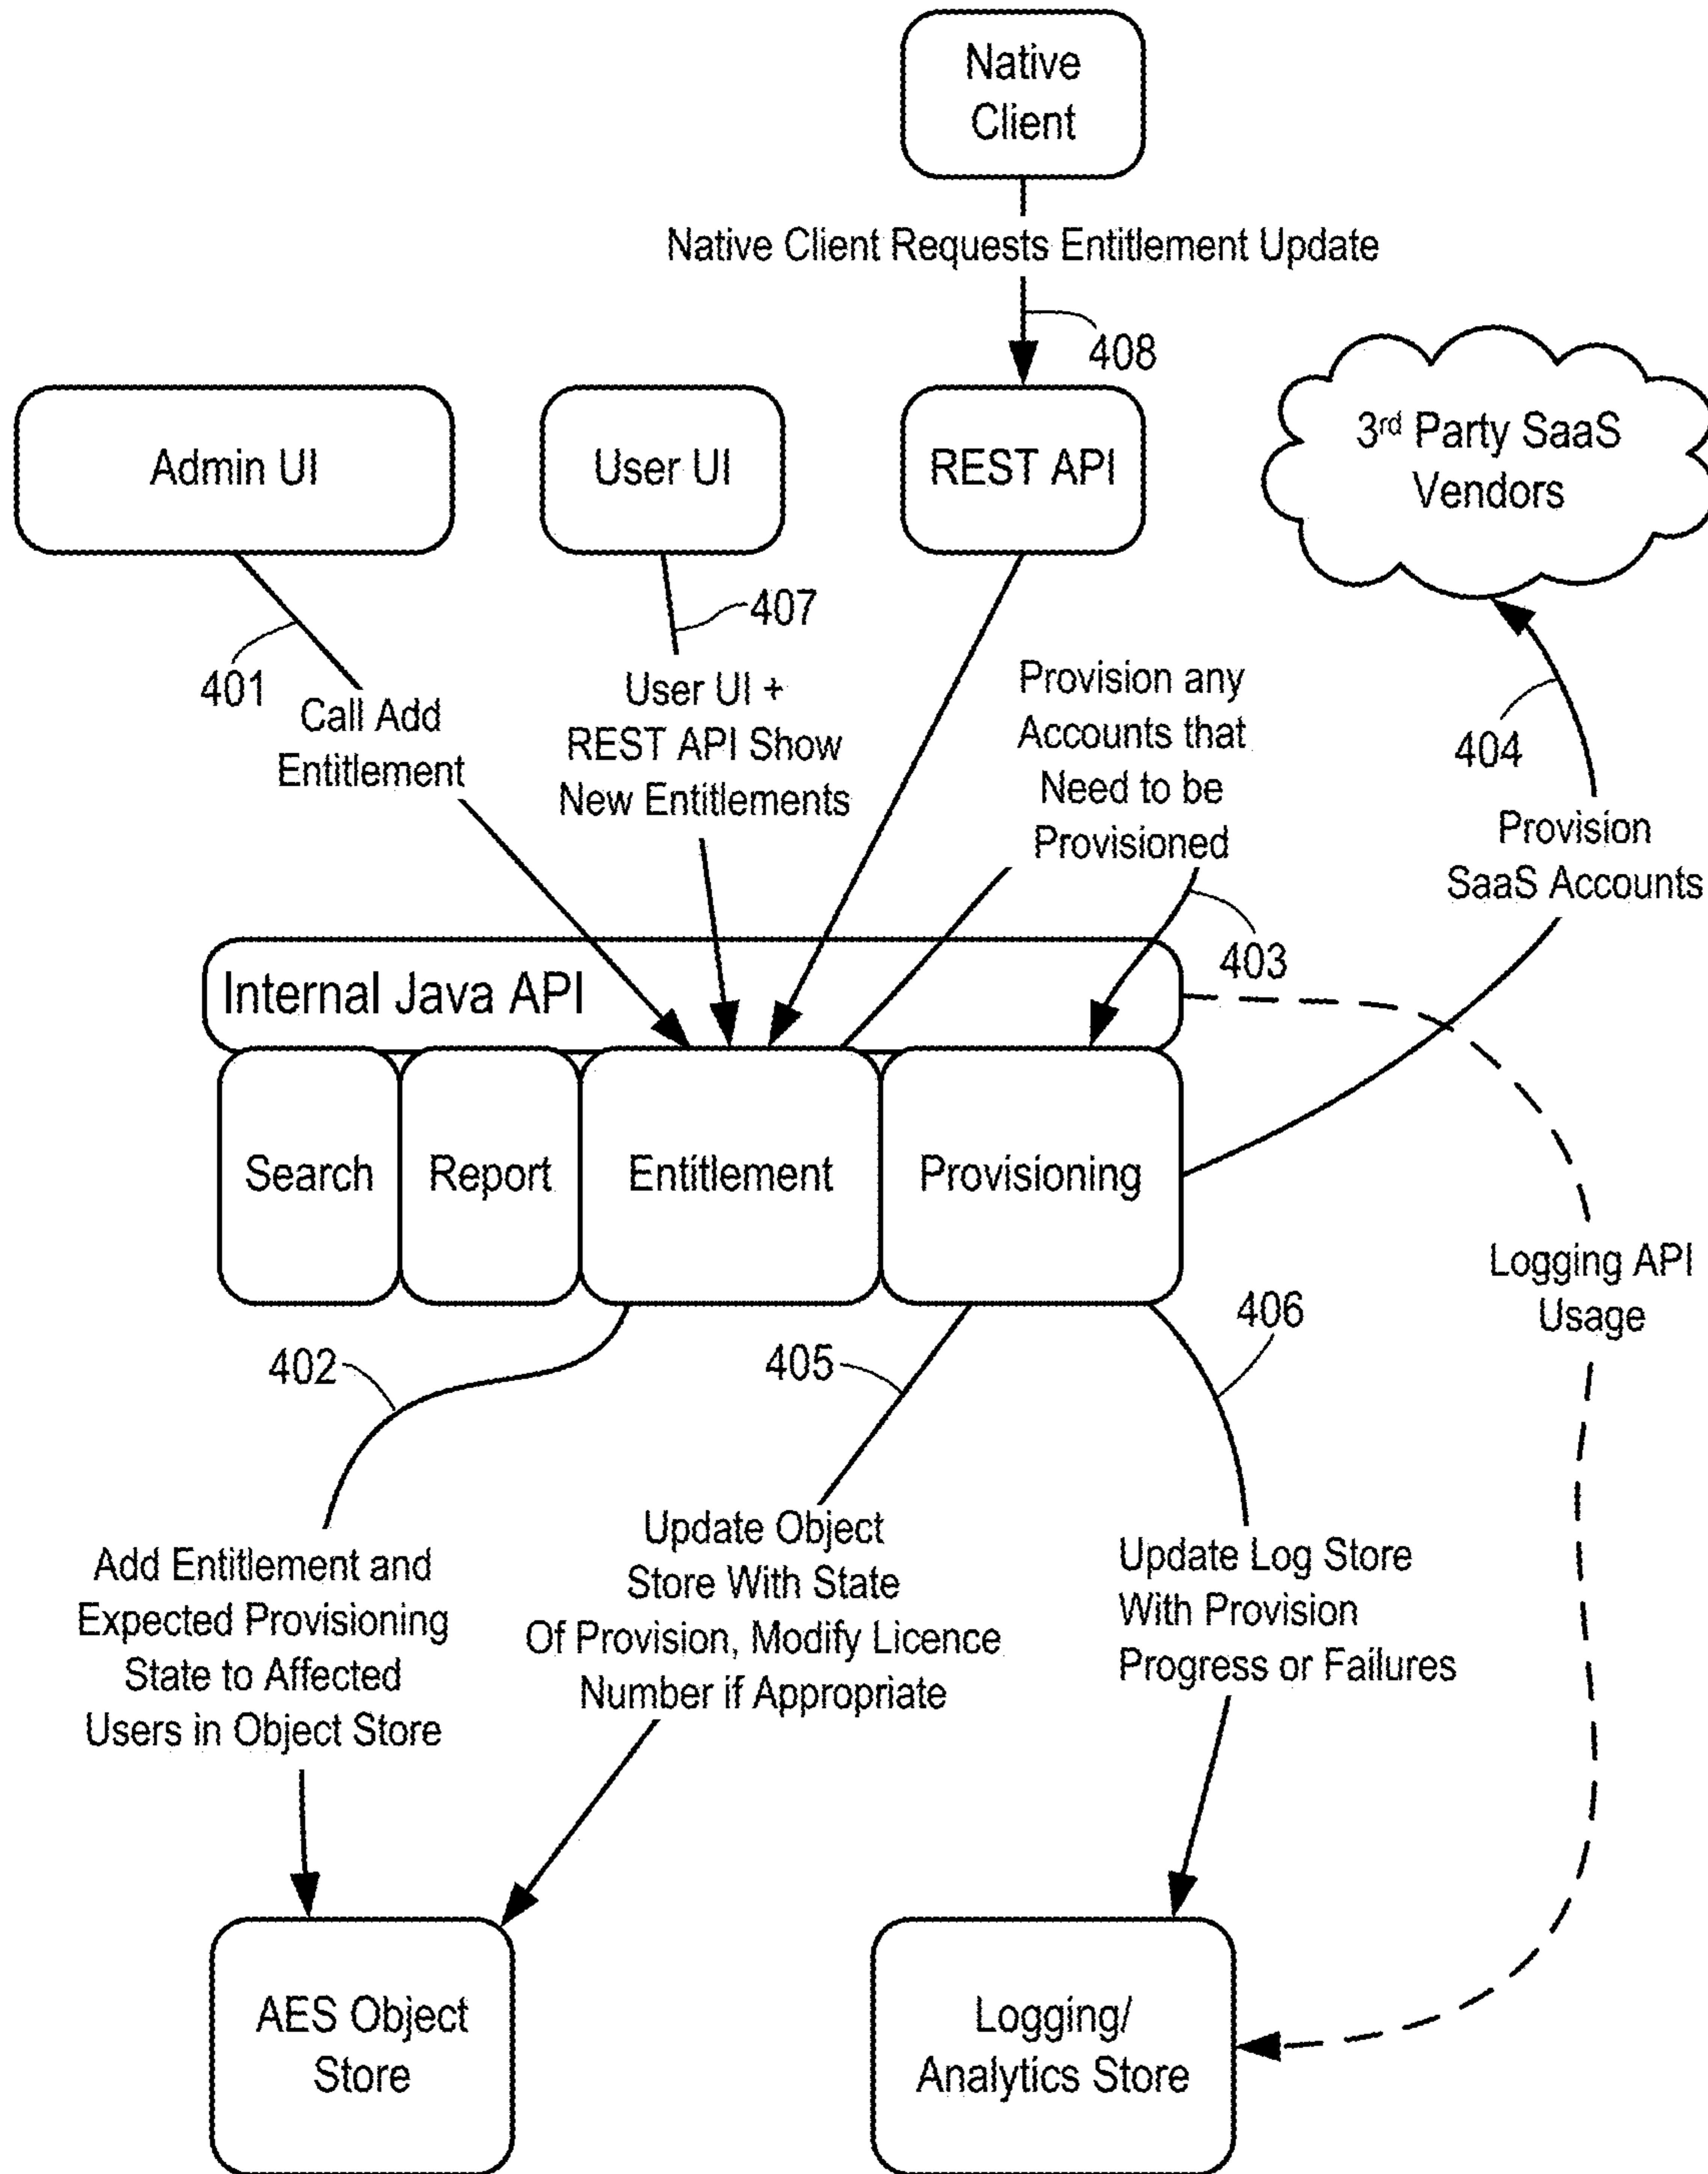 Native
Client
Native Client Requests Entitlement Update
408
Admin UI
User UI
REST API
3rd Party SaaS
Vendors
401
Call Add
Entitlement
407
User UI +
REST API Show
New Entitlements
Provision any
Accounts that
Need to be
Provisioned
403
404
Provision
SaaS Accounts
Internal Java API
Search
Report
Entitlement
Provisioning
Logging API
Usage
402
405
406
Add Entitlement and
Expected Provisioning
State to Affected
Users in Object Store
Update Object
Store With State
Of Provision, Modify Licence
Number if Appropriate
Update Log Store
With Provision
Progress or Failures
AES Object
Store
Logging/
Analytics Store